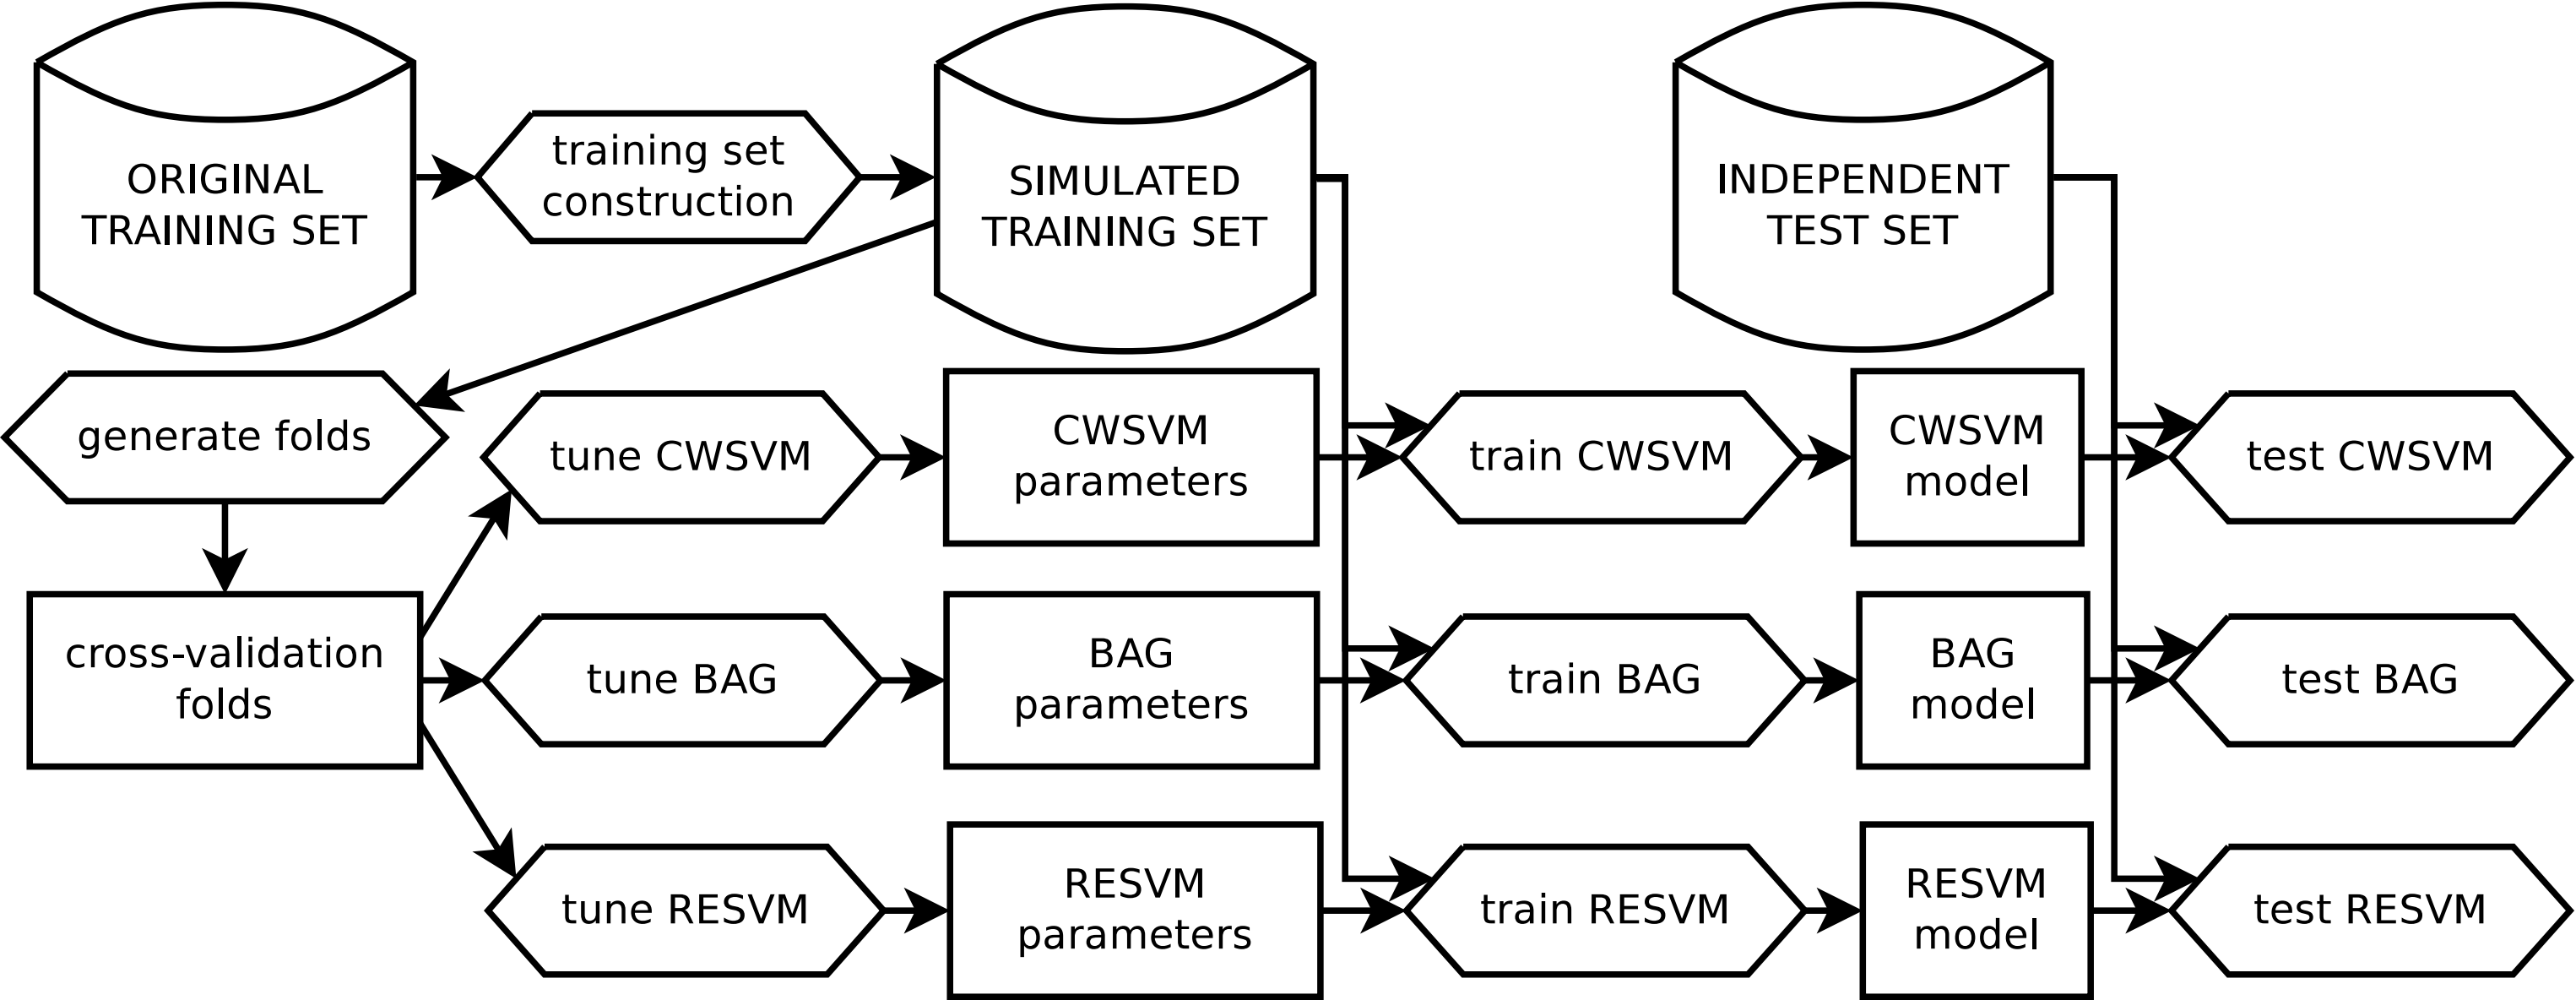 ORIGINAL
TRAINING SET
training set
construction
SIMULATED
TRAINING SET
INDEPENDENT
TEST SET
generate folds
cross-validation
folds
tune CWSVM
CWSVM
parameters
train CWSVM
CWSVM
model
test CWSVM
tune BAG
BAG
parameters
train BAG
BAG
model
test BAG
tune RESVM
RESVM
parameters
train RESVM
RESVM
model
test RESVM